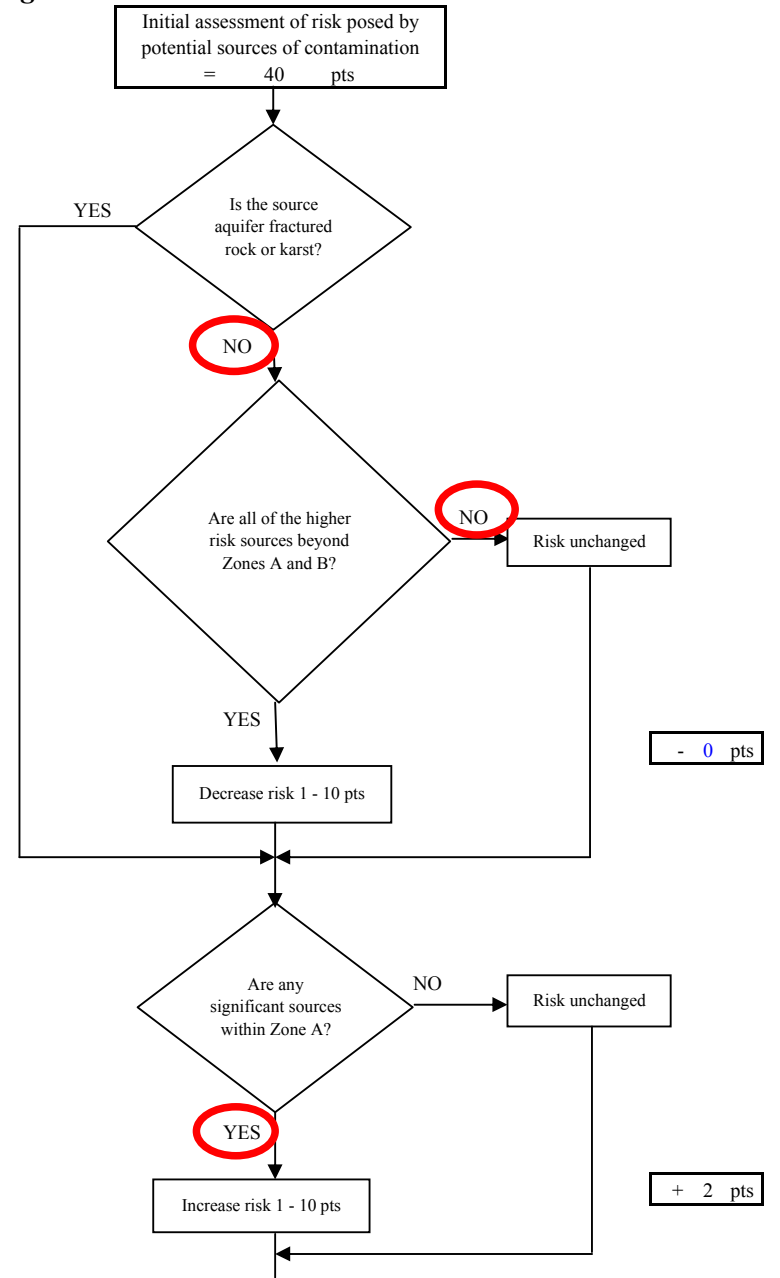 g
Initial assessment of risk posed by
potential sources of contamination
= 40 pts
Is the source
aquifer fractured
rock or karst?
YES
NO
Are all of the higher
risk sources beyond
Zones A and B?
NO
Risk unchanged
YES
- 0 pts
Decrease risk 1 - 10 pts
Are any
significant sources
within Zone A?
NO
Risk unchanged
YES
Increase risk 1 - 10 pts
+ 2 pts